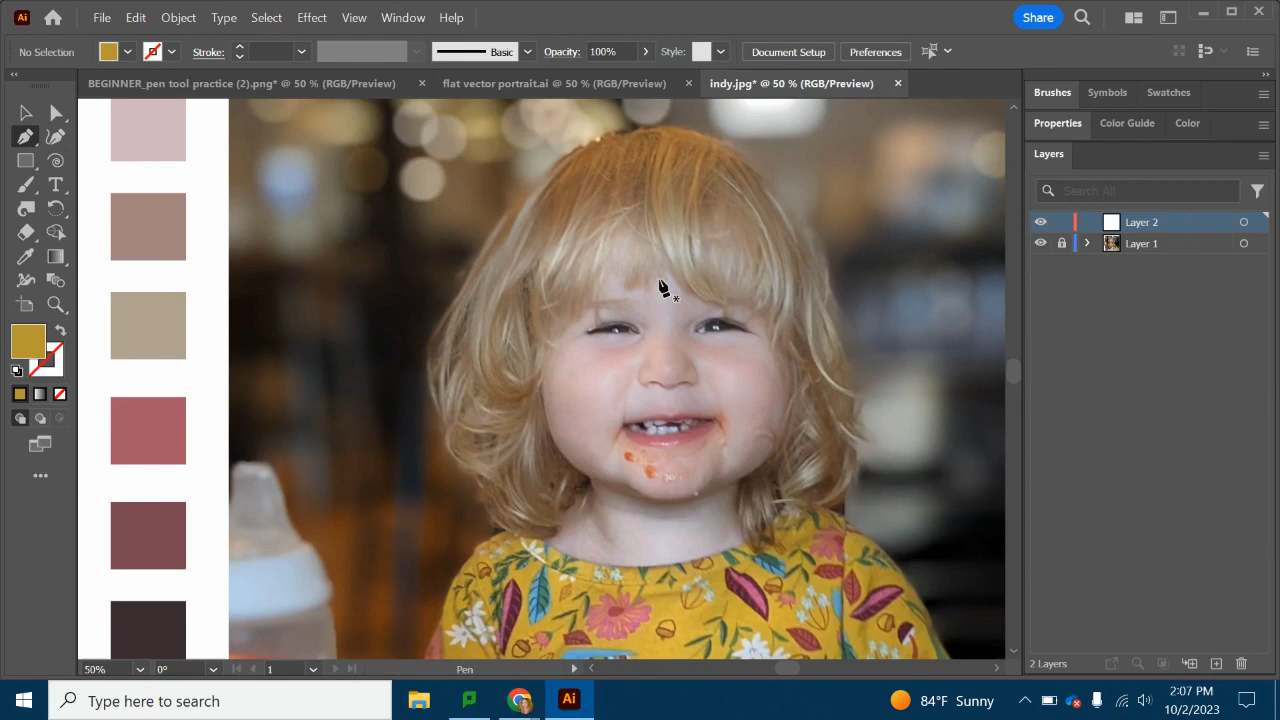 Ai File Edit Object Type Select Effect View Window Help Share
No Selection Stroke: Basic Opacity: 100% Style: Document Setup Preferences
BEGINNER_pen tool practice (2).png* @ 50 % (RGB/Preview) flat vector portrait.ai @ 50 % (RGB/Preview) indy.jpg* @ 50 % (RGB/Preview)
Brushes Symbols Swatches
Properties Color Guide Color
Layers
Search All
Layer 2
Layer 1
50% 0° 1 Pen
2 Layers
Type here to search
Ai
84°F Sunny
2:07 PM
10/2/2023